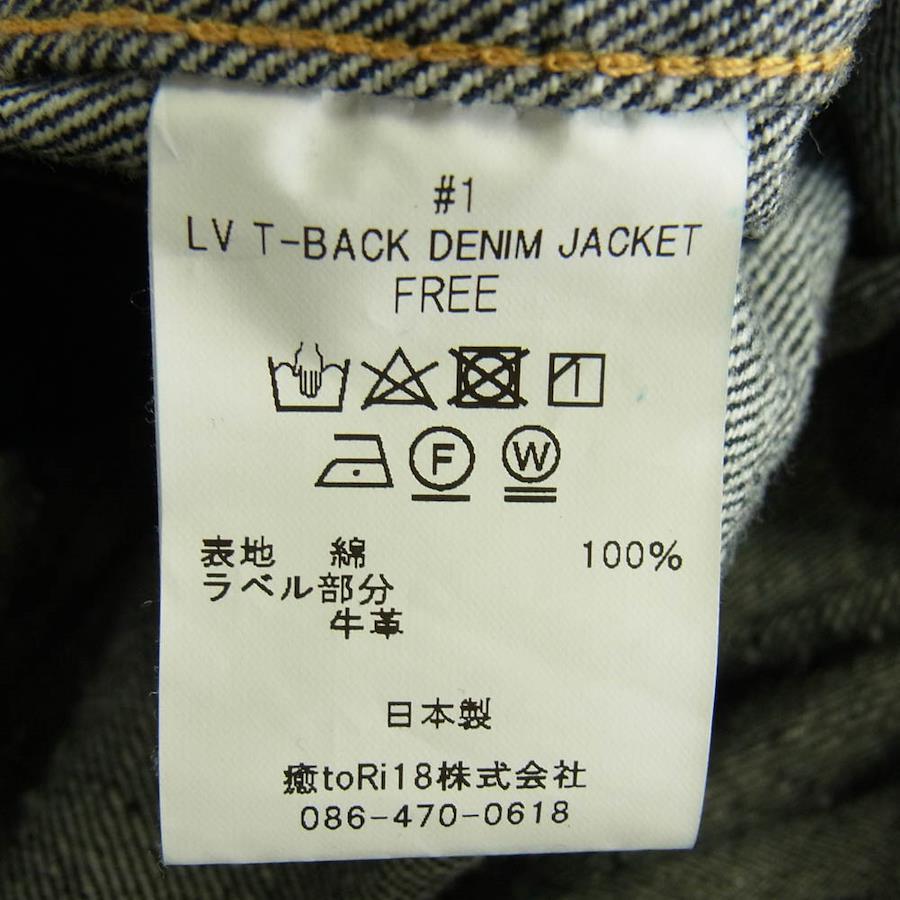 #1
LV T-BACK DENIM JACKET
FREE
F W
表地 綿 100%
ラベル部分
牛革
日本製
癒toRi18株式会社
086-470-0618